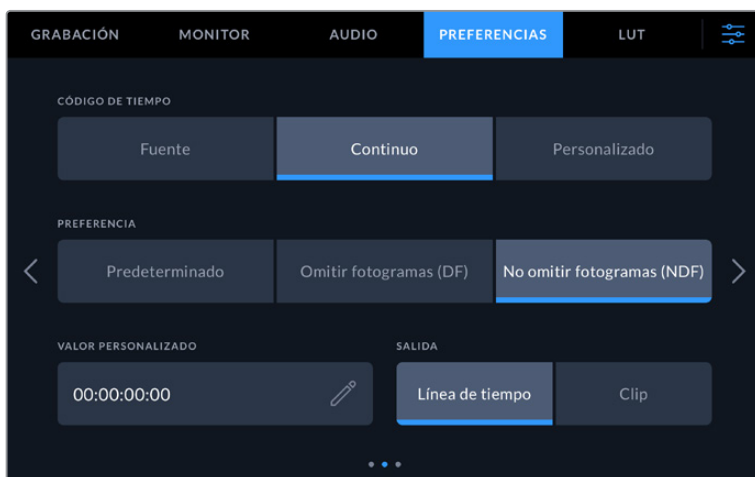 GRABACIÓN MONITOR AUDIO PREFERENCIAS LUT
CÓDIGO DE TIEMPO
Fuente Continuo Personalizado
PREFERENCIA
Predeterminado Omitir fotogramas (DF) No omitir fotogramas (NDF)
VALOR PERSONALIZADO SALIDA
00:00:00:00 Línea de tiempo Clip